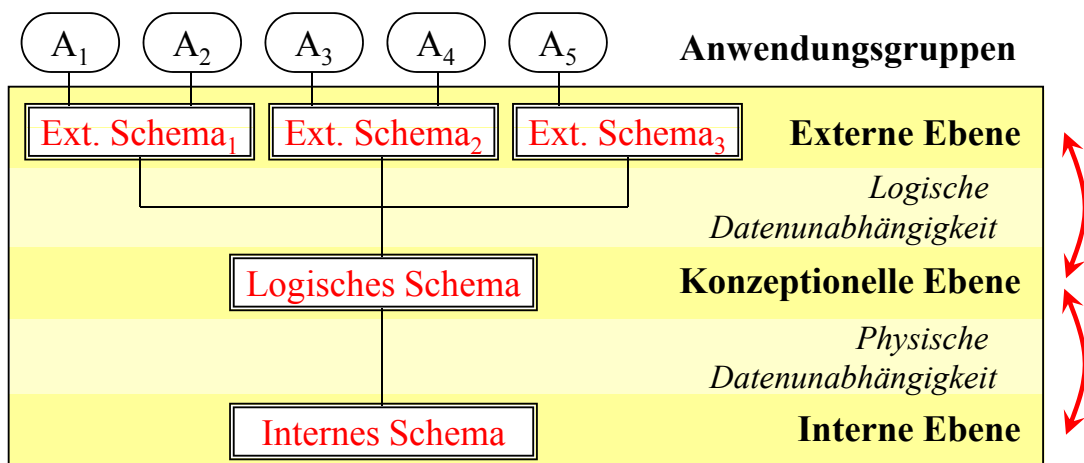 A₁ A₂ A₃ A₄ A₅ Anwendungsgruppen
Ext. Schema₁ Ext. Schema₂ Ext. Schema₃ Externe Ebene
Logische
Datenunabhängigkeit
Logisches Schema Konzeptionelle Ebene
Physische
Datenunabhängigkeit
Internes Schema Interne Ebene